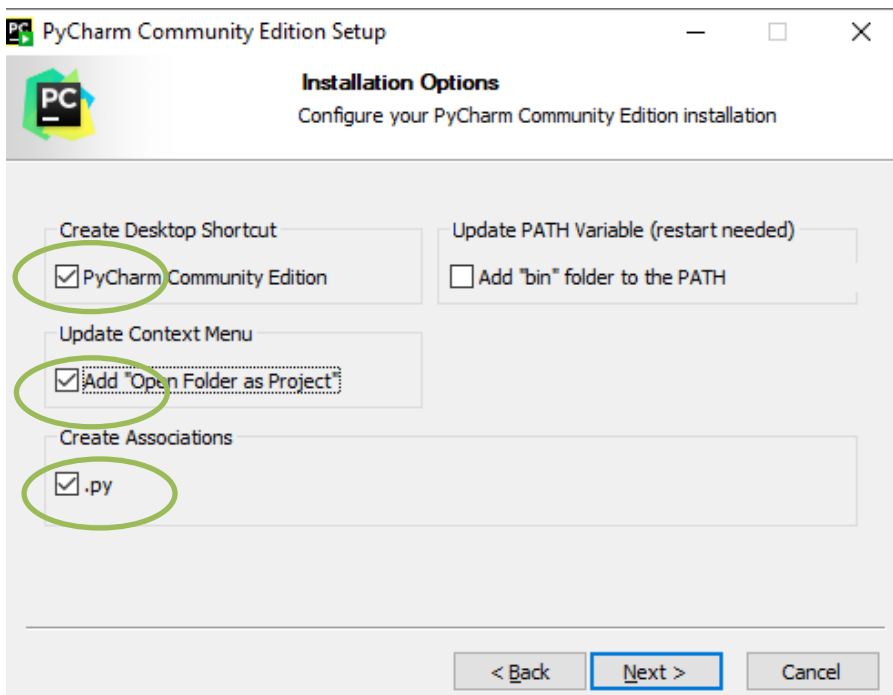 PyCharm Community Edition Setup
PC
Installation Options
Configure your PyCharm Community Edition installation
Create Desktop Shortcut
PyCharm Community Edition
Update PATH Variable (restart needed)
Add "bin" folder to the PATH
Update Context Menu
Add "Open Folder as Project"
Create Associations
.py
< Back
Next >
Cancel